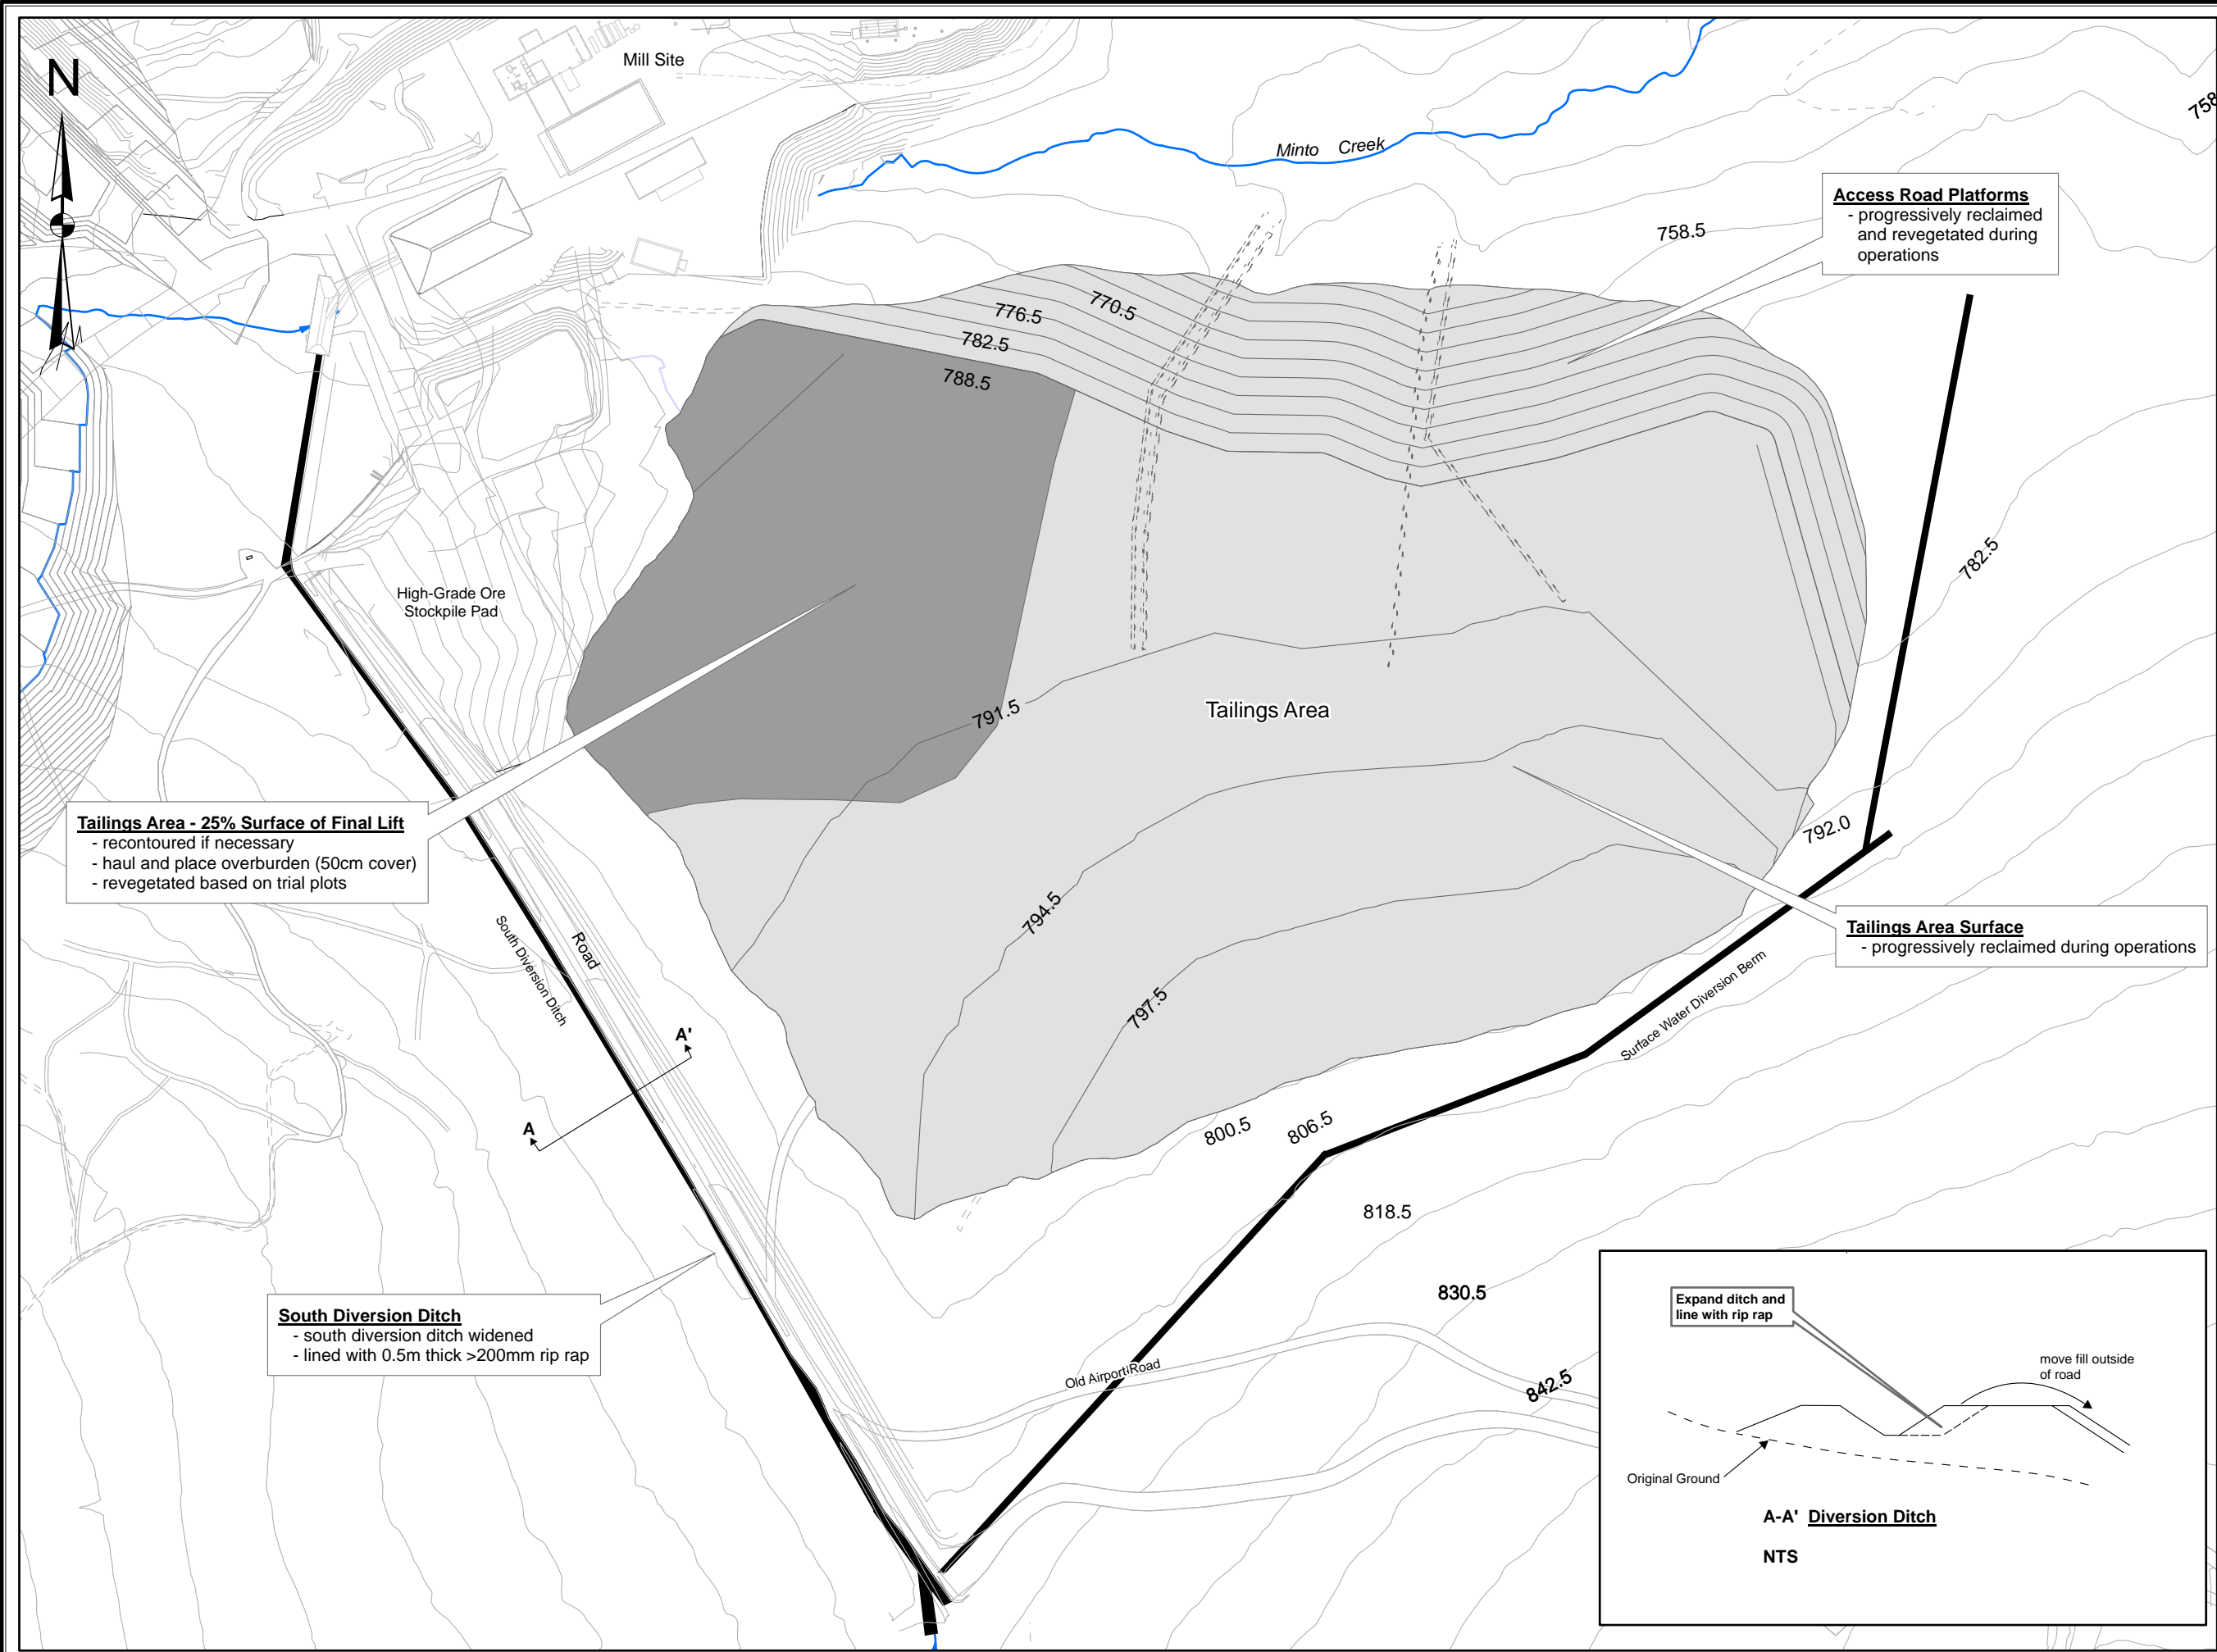 N
Mill Site
Minto Creek
758
Access Road Platforms
- progressively reclaimed
and revegetated during
operations
758.5
770.5
776.5
782.5
788.5
782.5
High-Grade Ore
Stockpile Pad
791.5
Tailings Area
Tailings Area - 25% Surface of Final Lift
- recontoured if necessary
- haul and place overburden (50cm cover)
- revegetated based on trial plots
792.0
794.5
Tailings Area Surface
- progressively reclaimed during operations
South Diversion Ditch
Road
797.5
Surface Water Diversion Berm
A'
A
800.5
806.5
818.5
830.5
842.5
South Diversion Ditch
- south diversion ditch widened
- lined with 0.5m thick >200mm rip rap
Old Airport Road
Expand ditch and
line with rip rap
move fill outside
of road
Original Ground
A-A' Diversion Ditch
NTS